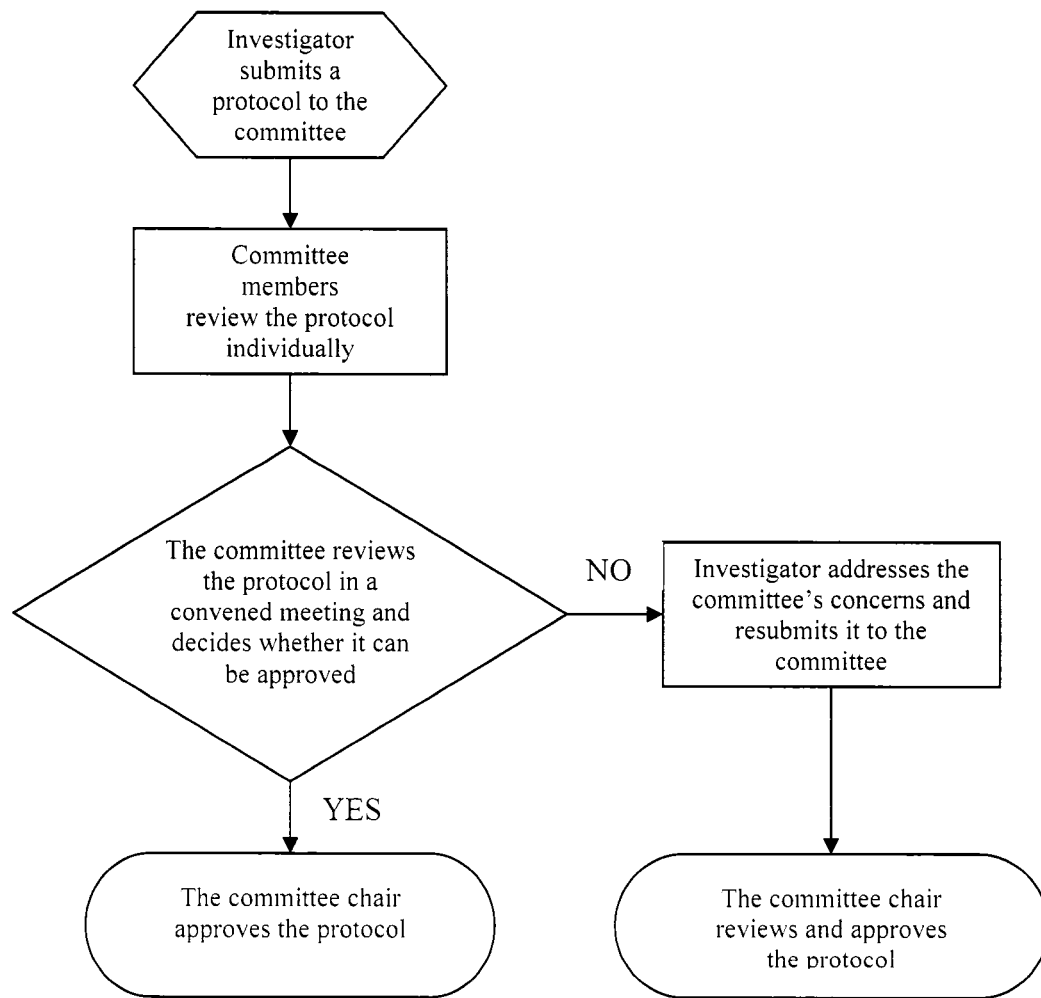 Investigator
submits a
protocol to the
committee
Committee
members
review the protocol
individually
The committee reviews
the protocol in a
convened meeting and
decides whether it can
be approved
NO
Investigator addresses the
committee's concerns and
resubmits it to the
committee
YES
The committee chair
approves the protocol
The committee chair
reviews and approves
the protocol